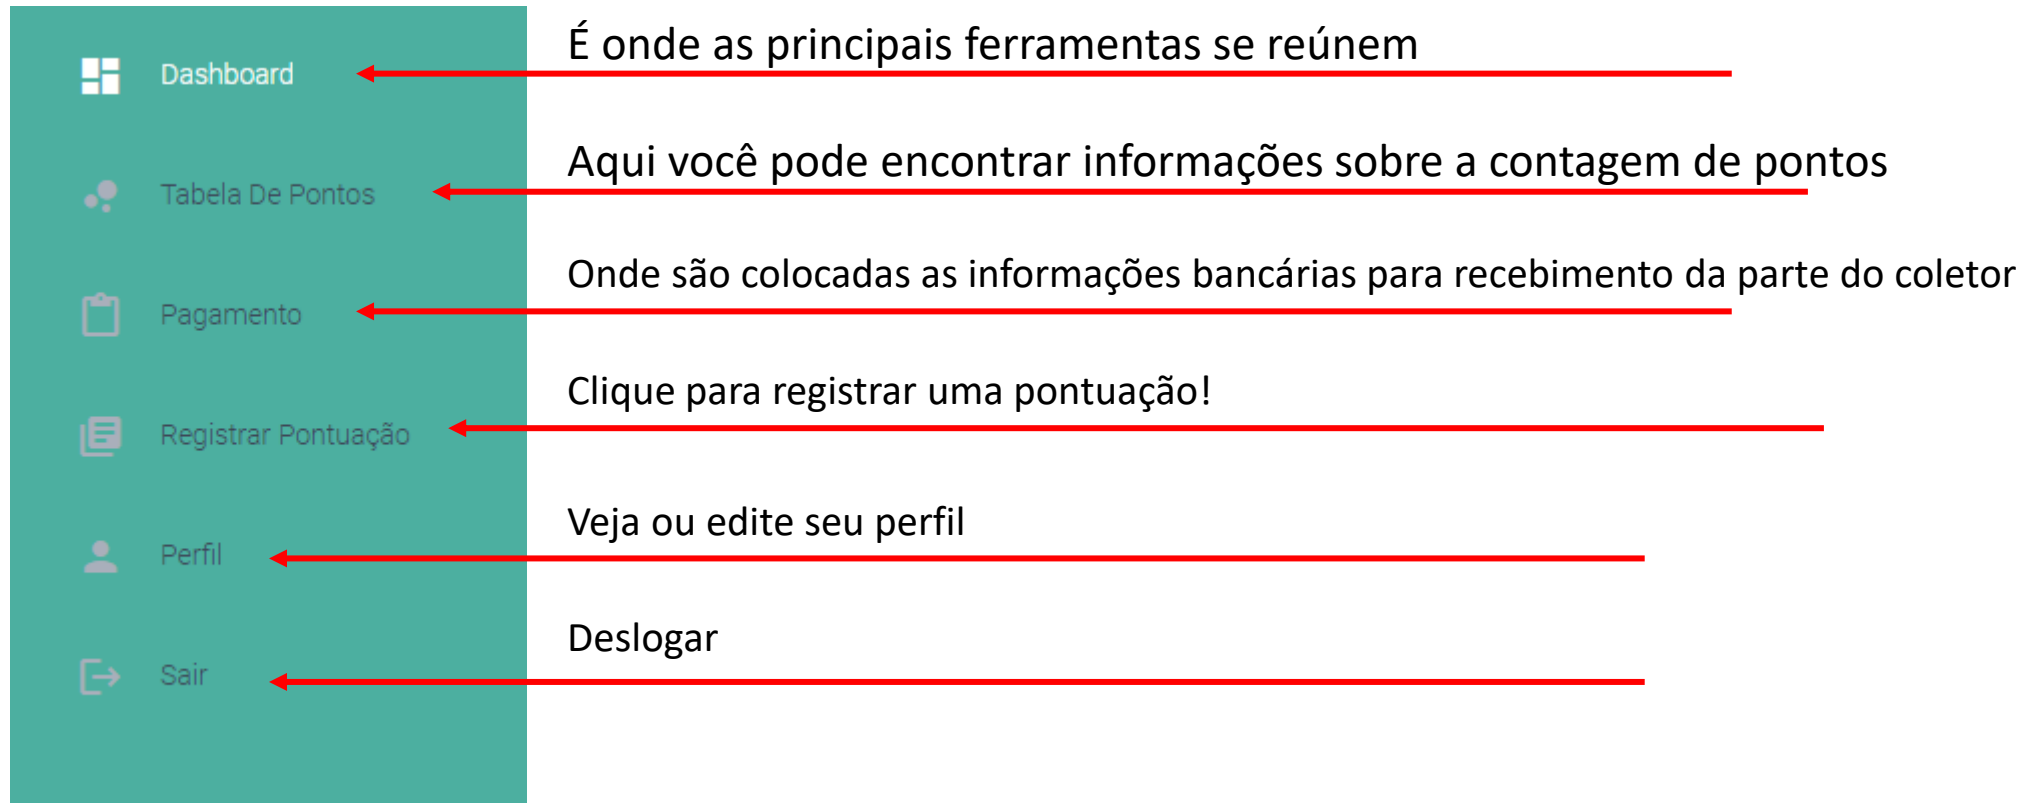 Dashboard
É onde as principais ferramentas se reúnem
Tabela De Pontos
Aqui você pode encontrar informações sobre a contagem de pontos
Pagamento
Onde são colocadas as informações bancárias para recebimento da parte do coletor
Registrar Pontuação
Clique para registrar uma pontuação!
Perfil
Veja ou edite seu perfil
Sair
Deslogar